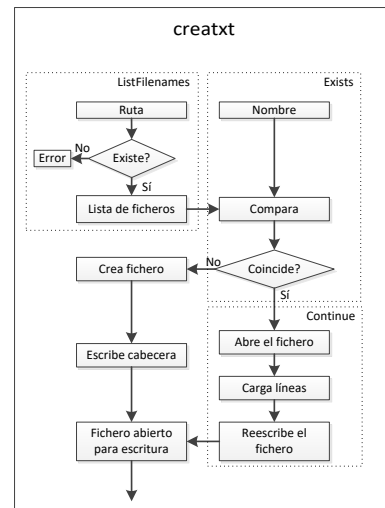 creatxt
ListFilenames
Exists
Ruta
Nombre
No
Error
Existe?
Sí
Lista de ficheros
Compara
No
Coincide?
Crea fichero
Sí
Continue
Abre el fichero
Escribe cabecera
Carga líneas
Fichero abierto
para escritura
Reescribe el
fichero